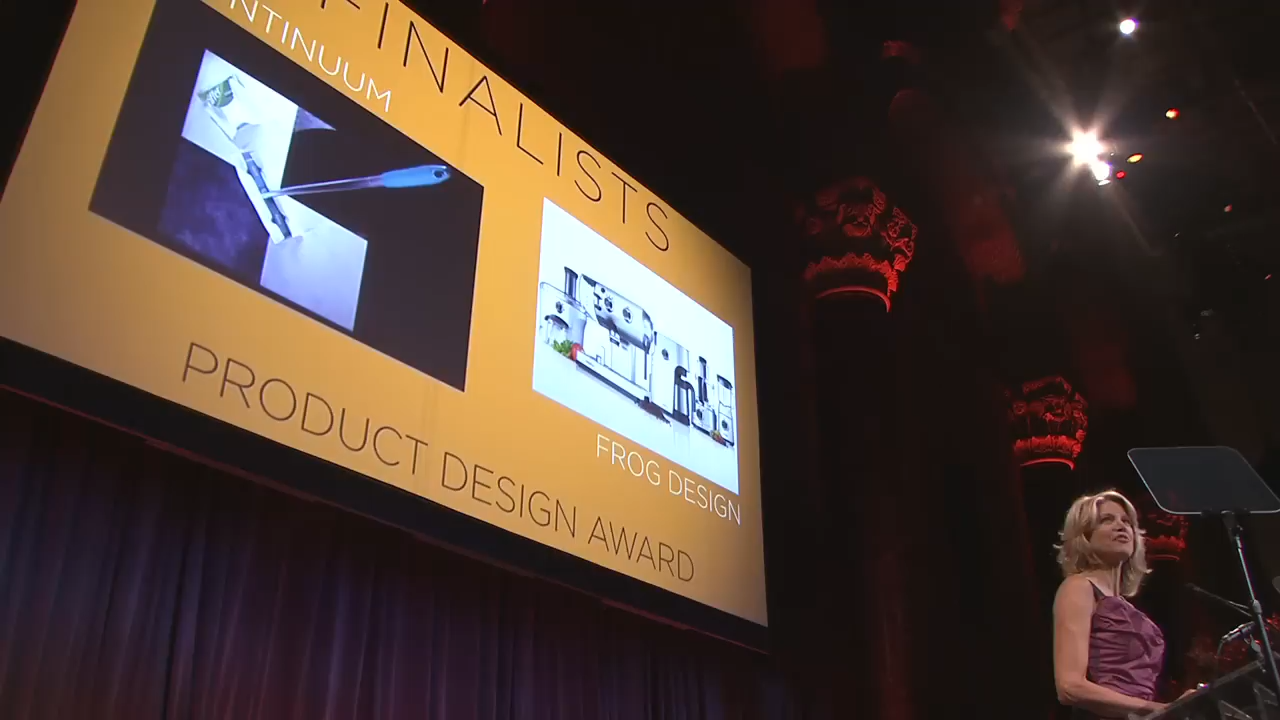 FINALISTS
NTINUUM
FROG DESIGN
PRODUCT DESIGN AWARD